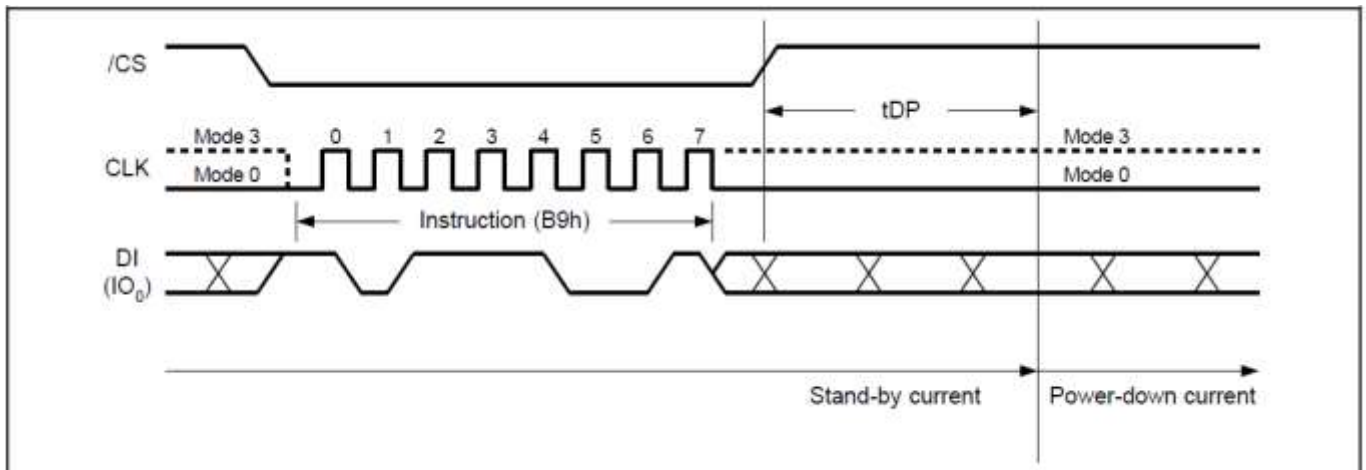 /CS
tDP
Mode 3 0 1 2 3 4 5 6 7 Mode 3
CLK
Mode 0 Mode 0
Instruction (B9h)
DI
(IO₀)
Stand-by current Power-down current